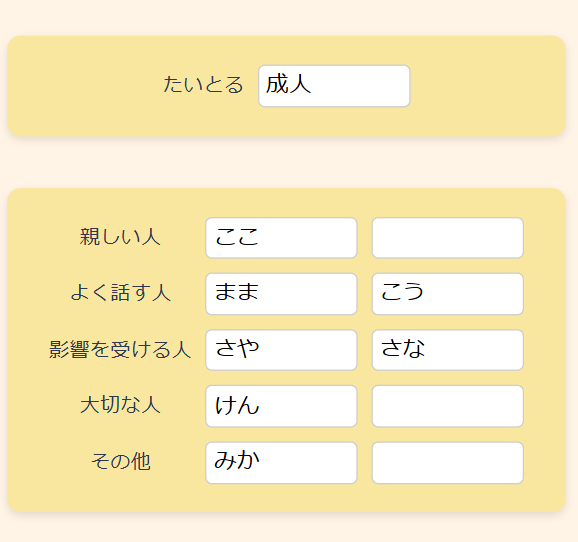 たいとる 成人
親しい人 ここ
よく話す人 まま こう
影響を受ける人 さや さな
大切な人 けん
その他 みか